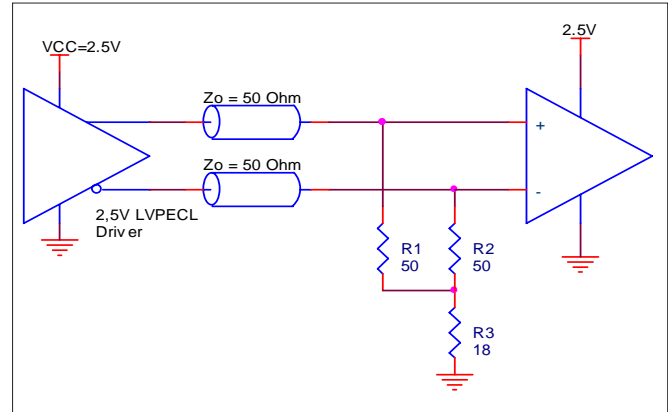 VCC=2.5V
2.5V
Zo = 50 Ohm
+
Zo = 50 Ohm
-
2,5V LVPECL
Driver
R1
50
R2
50
R3
18